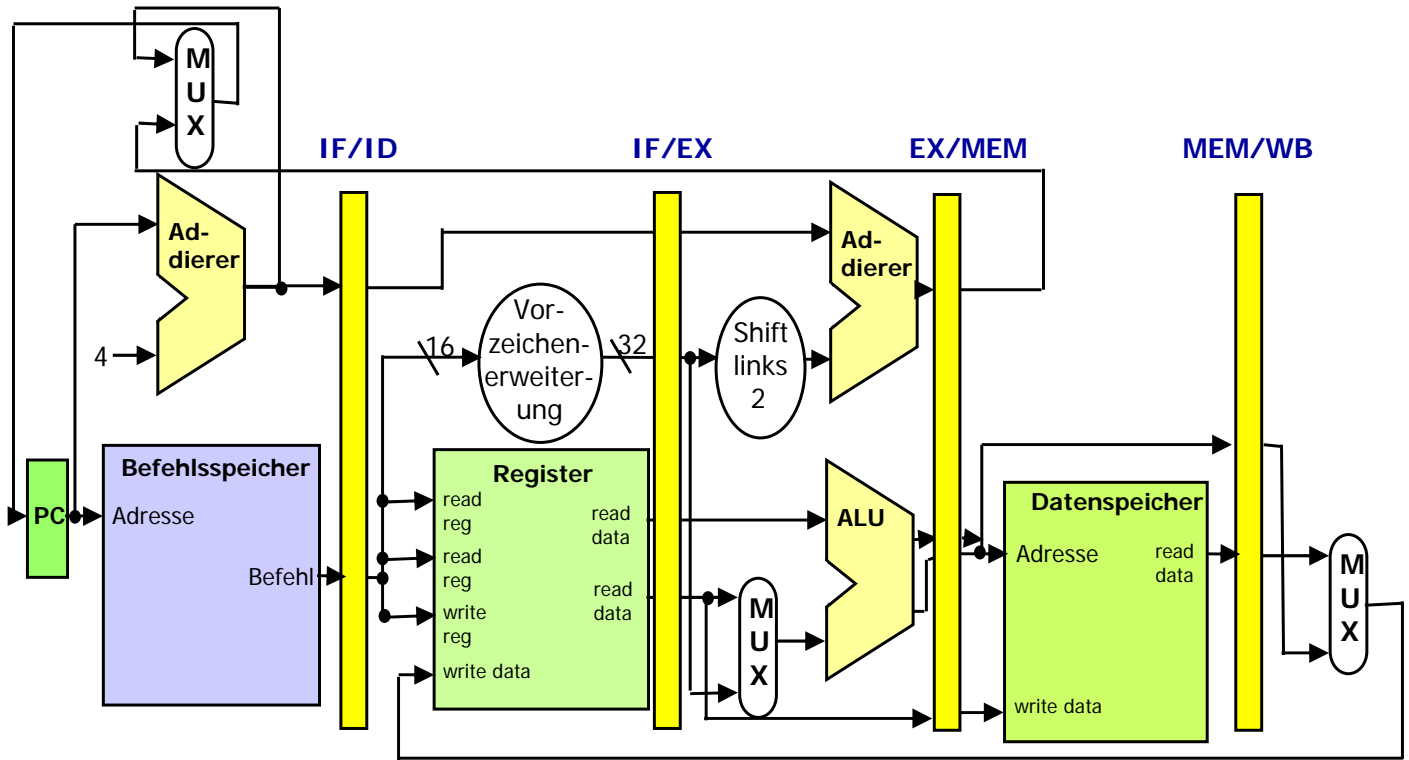 M
U
X
IF/ID
IF/EX
EX/MEM
MEM/WB
Ad-
dierer
4
16
Vor-
zeichen-
erweiter-
ung
32
Shift
links
2
Ad-
dierer
PC
Befehlsspeicher
Adresse
Befehl
Register
read
reg
read
reg
write
reg
write data
read
data
read
data
M
U
X
ALU
Datenspeicher
Adresse
read
data
write data
M
U
X